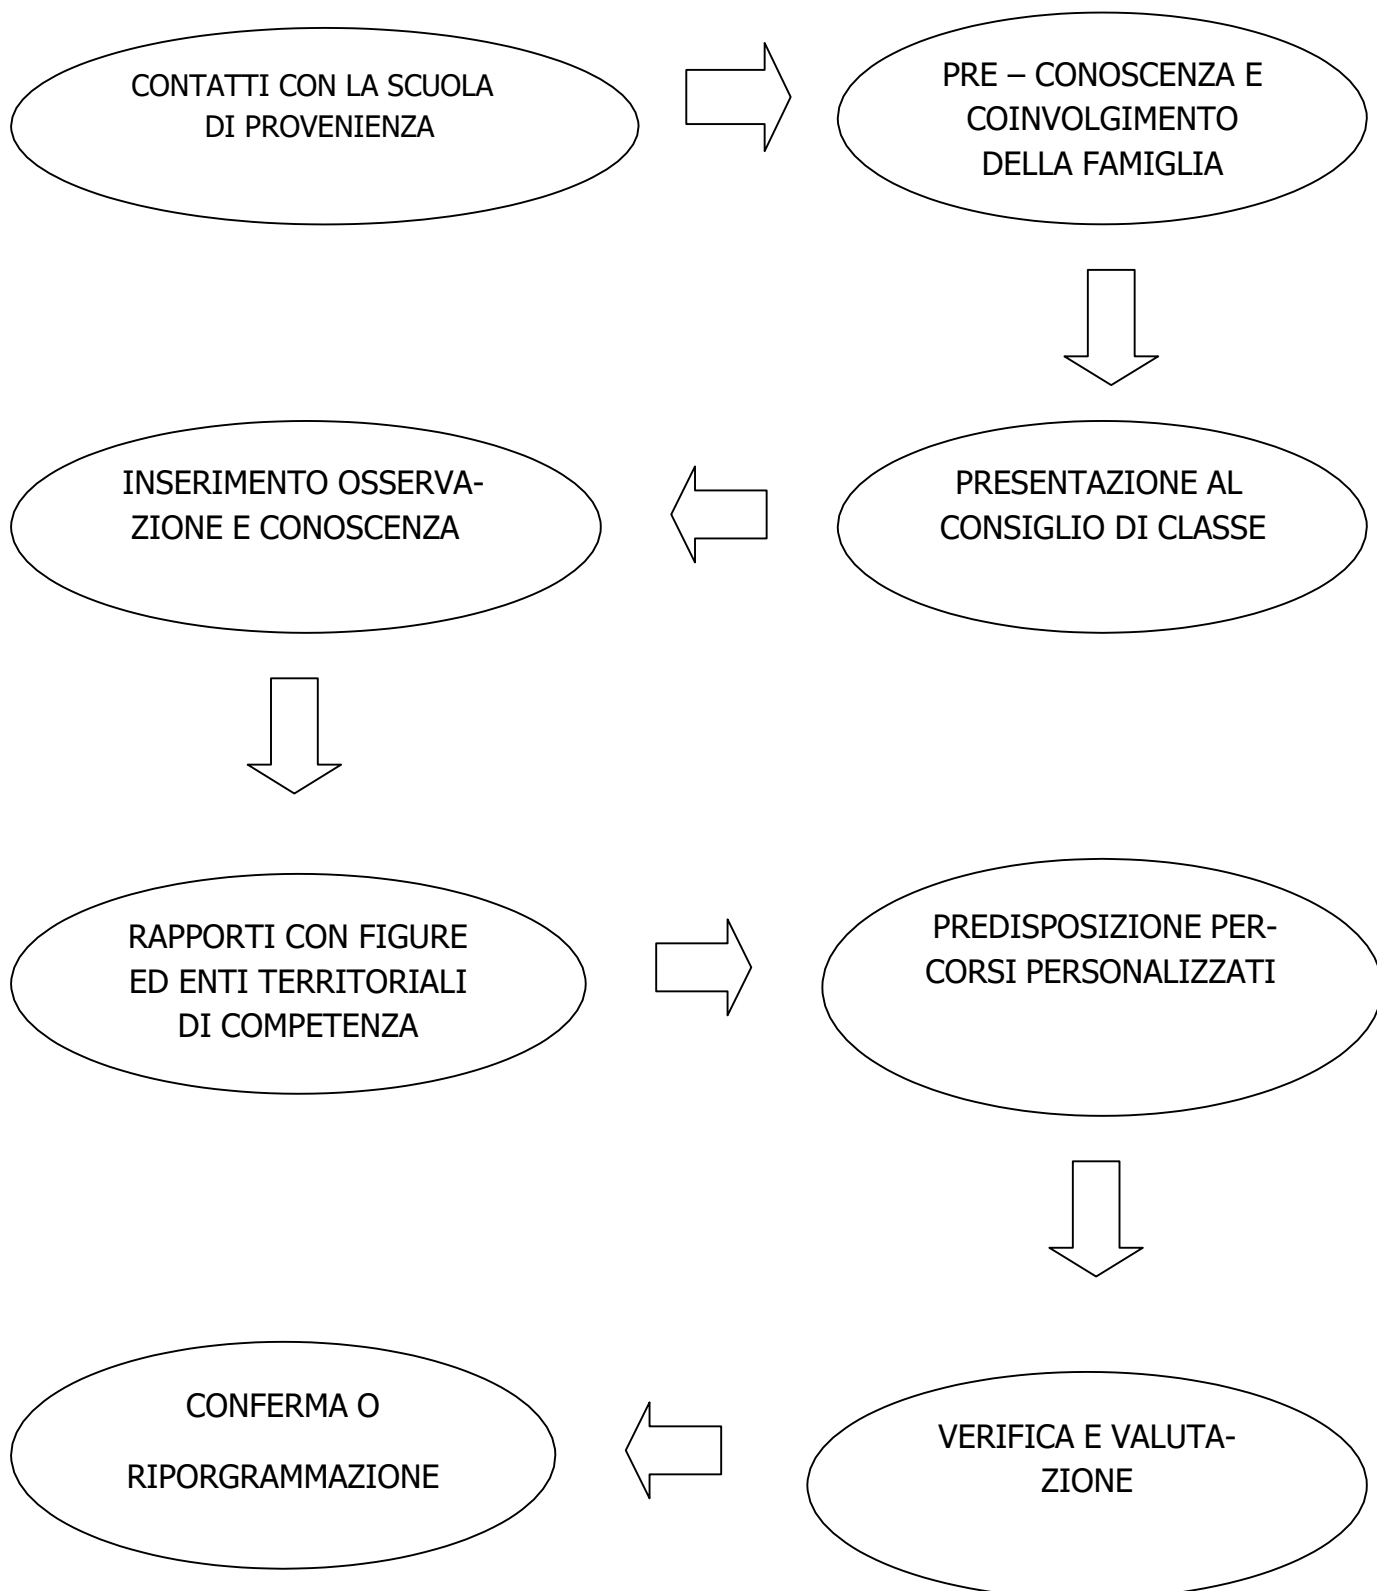 CONTATTI CON LA SCUOLA
DI PROVENIENZA
PRE – CONOSCENZA E
COINVOLGIMENTO
DELLA FAMIGLIA
PRESENTAZIONE AL
CONSIGLIO DI CLASSE
INSERIMENTO OSSERVA-
ZIONE E CONOSCENZA
RAPPORTI CON FIGURE
ED ENTI TERRITORIALI
DI COMPETENZA
PREDISPOSIZIONE PER-
CORSI PERSONALIZZATI
VERIFICA E VALUTA-
ZIONE
CONFERMA O
RIPORGRAMMAZIONE